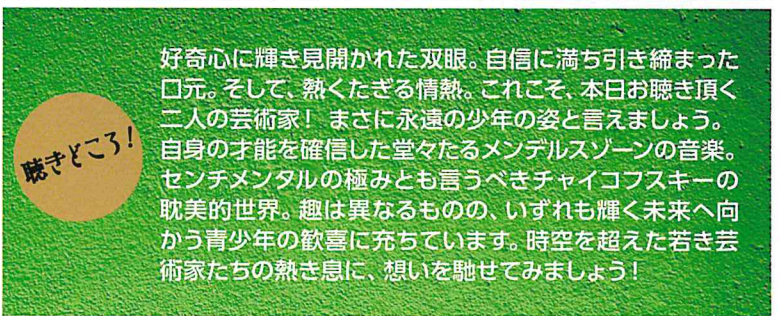 聴きどころ!
好奇心に輝き見開かれた双眼。自信に満ち引き締まった
口元。そして、熱くたぎる情熱。これこそ、本日お聴き頂く
二人の芸術家! まさに永遠の少年の姿と言えましょう。
自身の才能を確信した堂々たるメンデルスゾーンの音楽。
センチメンタルの極みとも言うべきチャイコフスキーの
耽美的世界。趣は異なるものの、いずれも輝く未来へ向
かう青少年の歓喜に充ちています。時空を超えた若き芸
術家たちの熱き息に、想いを馳せてみましょう!